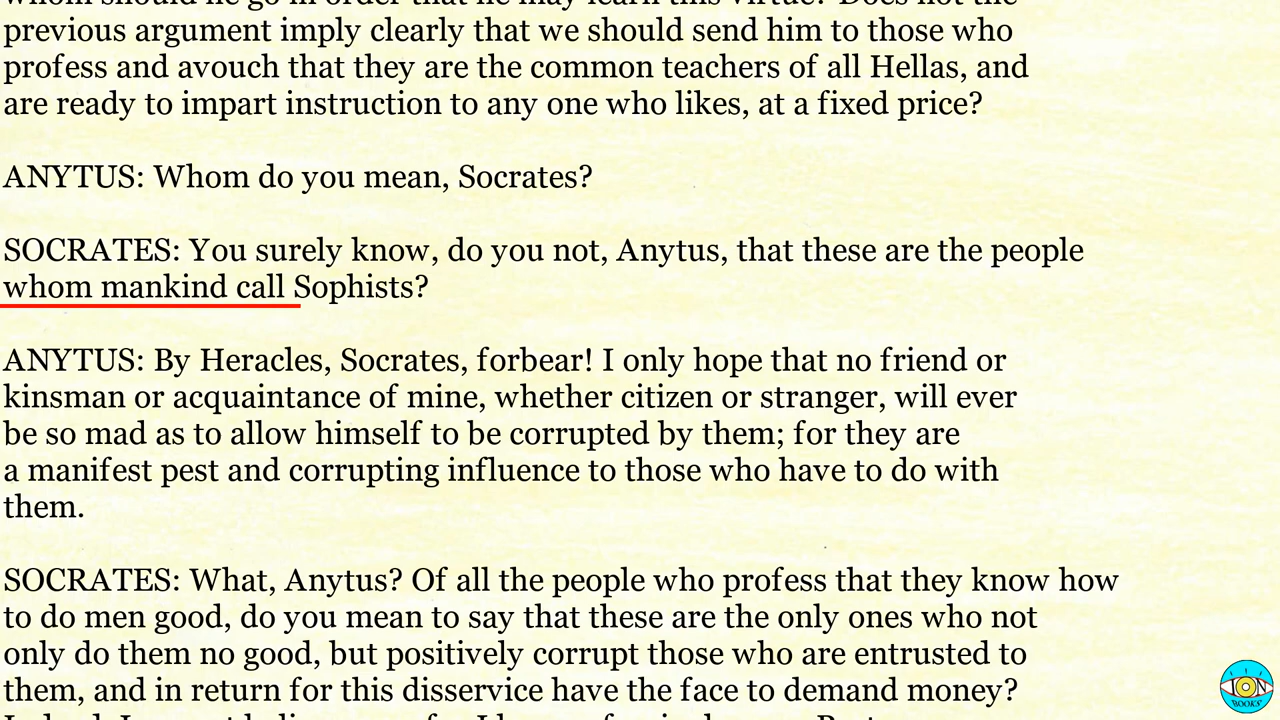 previous argument imply clearly that we should send him to those who
profess and avouch that they are the common teachers of all Hellas, and
are ready to impart instruction to any one who likes, at a fixed price?
ANYTUS: Whom do you mean, Socrates?
SOCRATES: You surely know, do you not, Anytus, that these are the people
whom mankind call Sophists?
ANYTUS: By Heracles, Socrates, forbear! I only hope that no friend or
kinsman or acquaintance of mine, whether citizen or stranger, will ever
be so mad as to allow himself to be corrupted by them; for they are
a manifest pest and corrupting influence to those who have to do with
them.
SOCRATES: What, Anytus? Of all the people who profess that they know how
to do men good, do you mean to say that these are the only ones who not
only do them no good, but positively corrupt those who are entrusted to
them, and in return for this disservice have the face to demand money?
ION
BOOKS